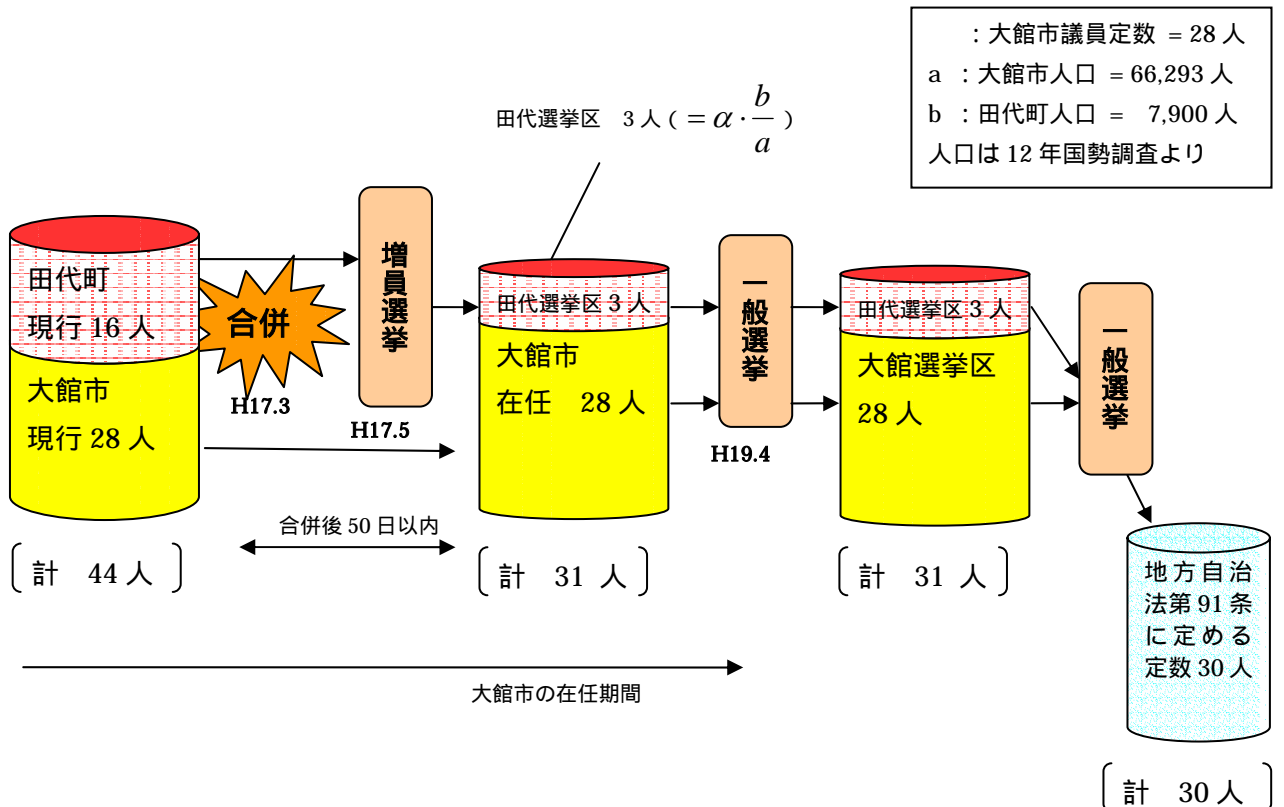 ：大館市議員定数 = 28 人
a ：大館市人口 = 66,293 人
b ：田代町人口 = 7,900 人
人口は 12 年国勢調査より
田代選挙区 3 人（ = α · b/a ）
田代町
現行 16 人
大館市
現行 28 人
合併
H17.3
増員選挙
H17.5
田代選挙区 3 人
大館市
在任 28 人
一般選挙
H19.4
田代選挙区 3 人
大館選挙区
28 人
一般選挙
合併後 50 日以内
計 44 人
計 31 人
計 31 人
地方自治
法第 91 条
に定める
定数 30 人
大館市の在任期間
計 30 人